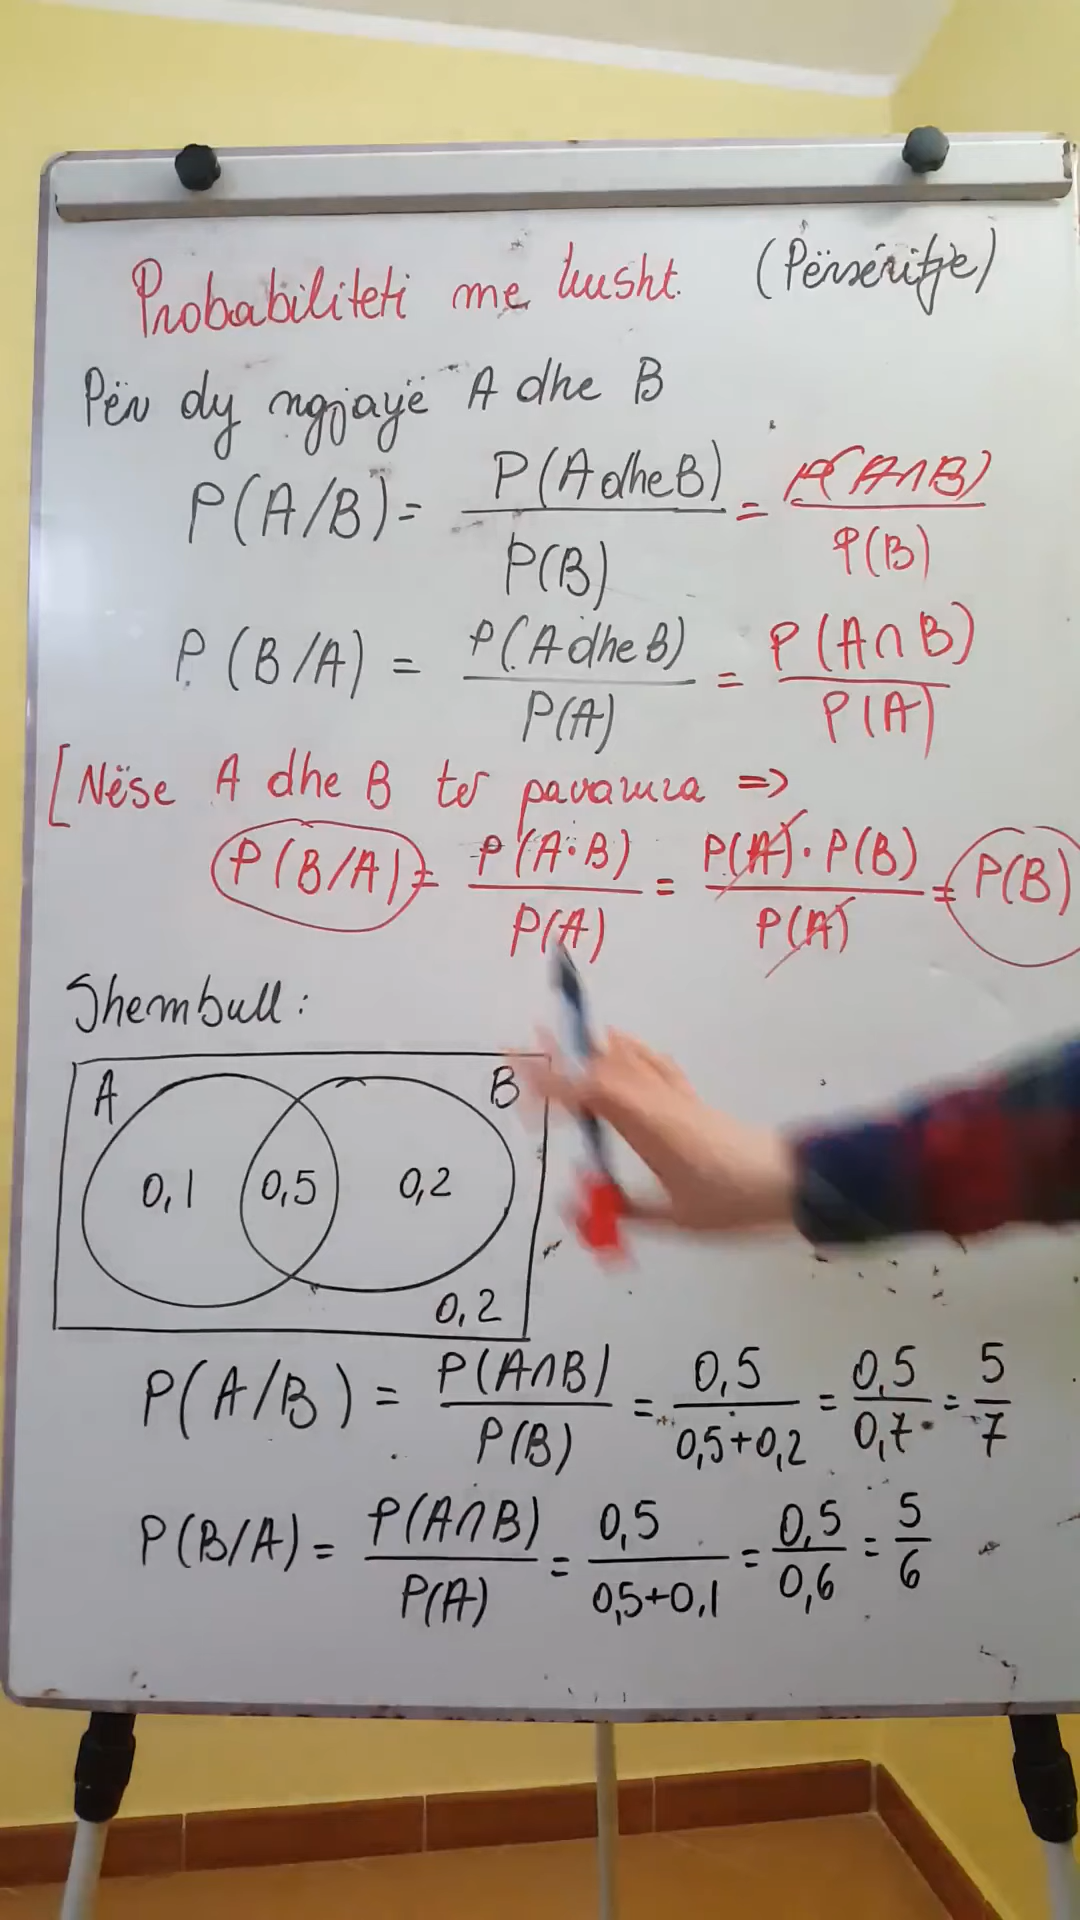 Probabiliteti me kusht. (Përsëritje)
Për dy ngjarje A dhe B
P(A/B) = P(A dhe B) / P(B) = P(A∩B) / P(B)
P(B/A) = P(A dhe B) / P(A) = P(A∩B) / P(A)
[Nëse A dhe B të pavarura =>
P(B/A) = P(A·B) / P(A) = P(A)·P(B) / P(A) = P(B)
Shembull:
A B
0,1 0,5 0,2
0,2
P(A/B) = P(A∩B) / P(B) = 0,5 / 0,5+0,2 = 0,5 / 0,7 = 5/7
P(B/A) = P(A∩B) / P(A) = 0,5 / 0,5+0,1 = 0,5 / 0,6 = 5/6